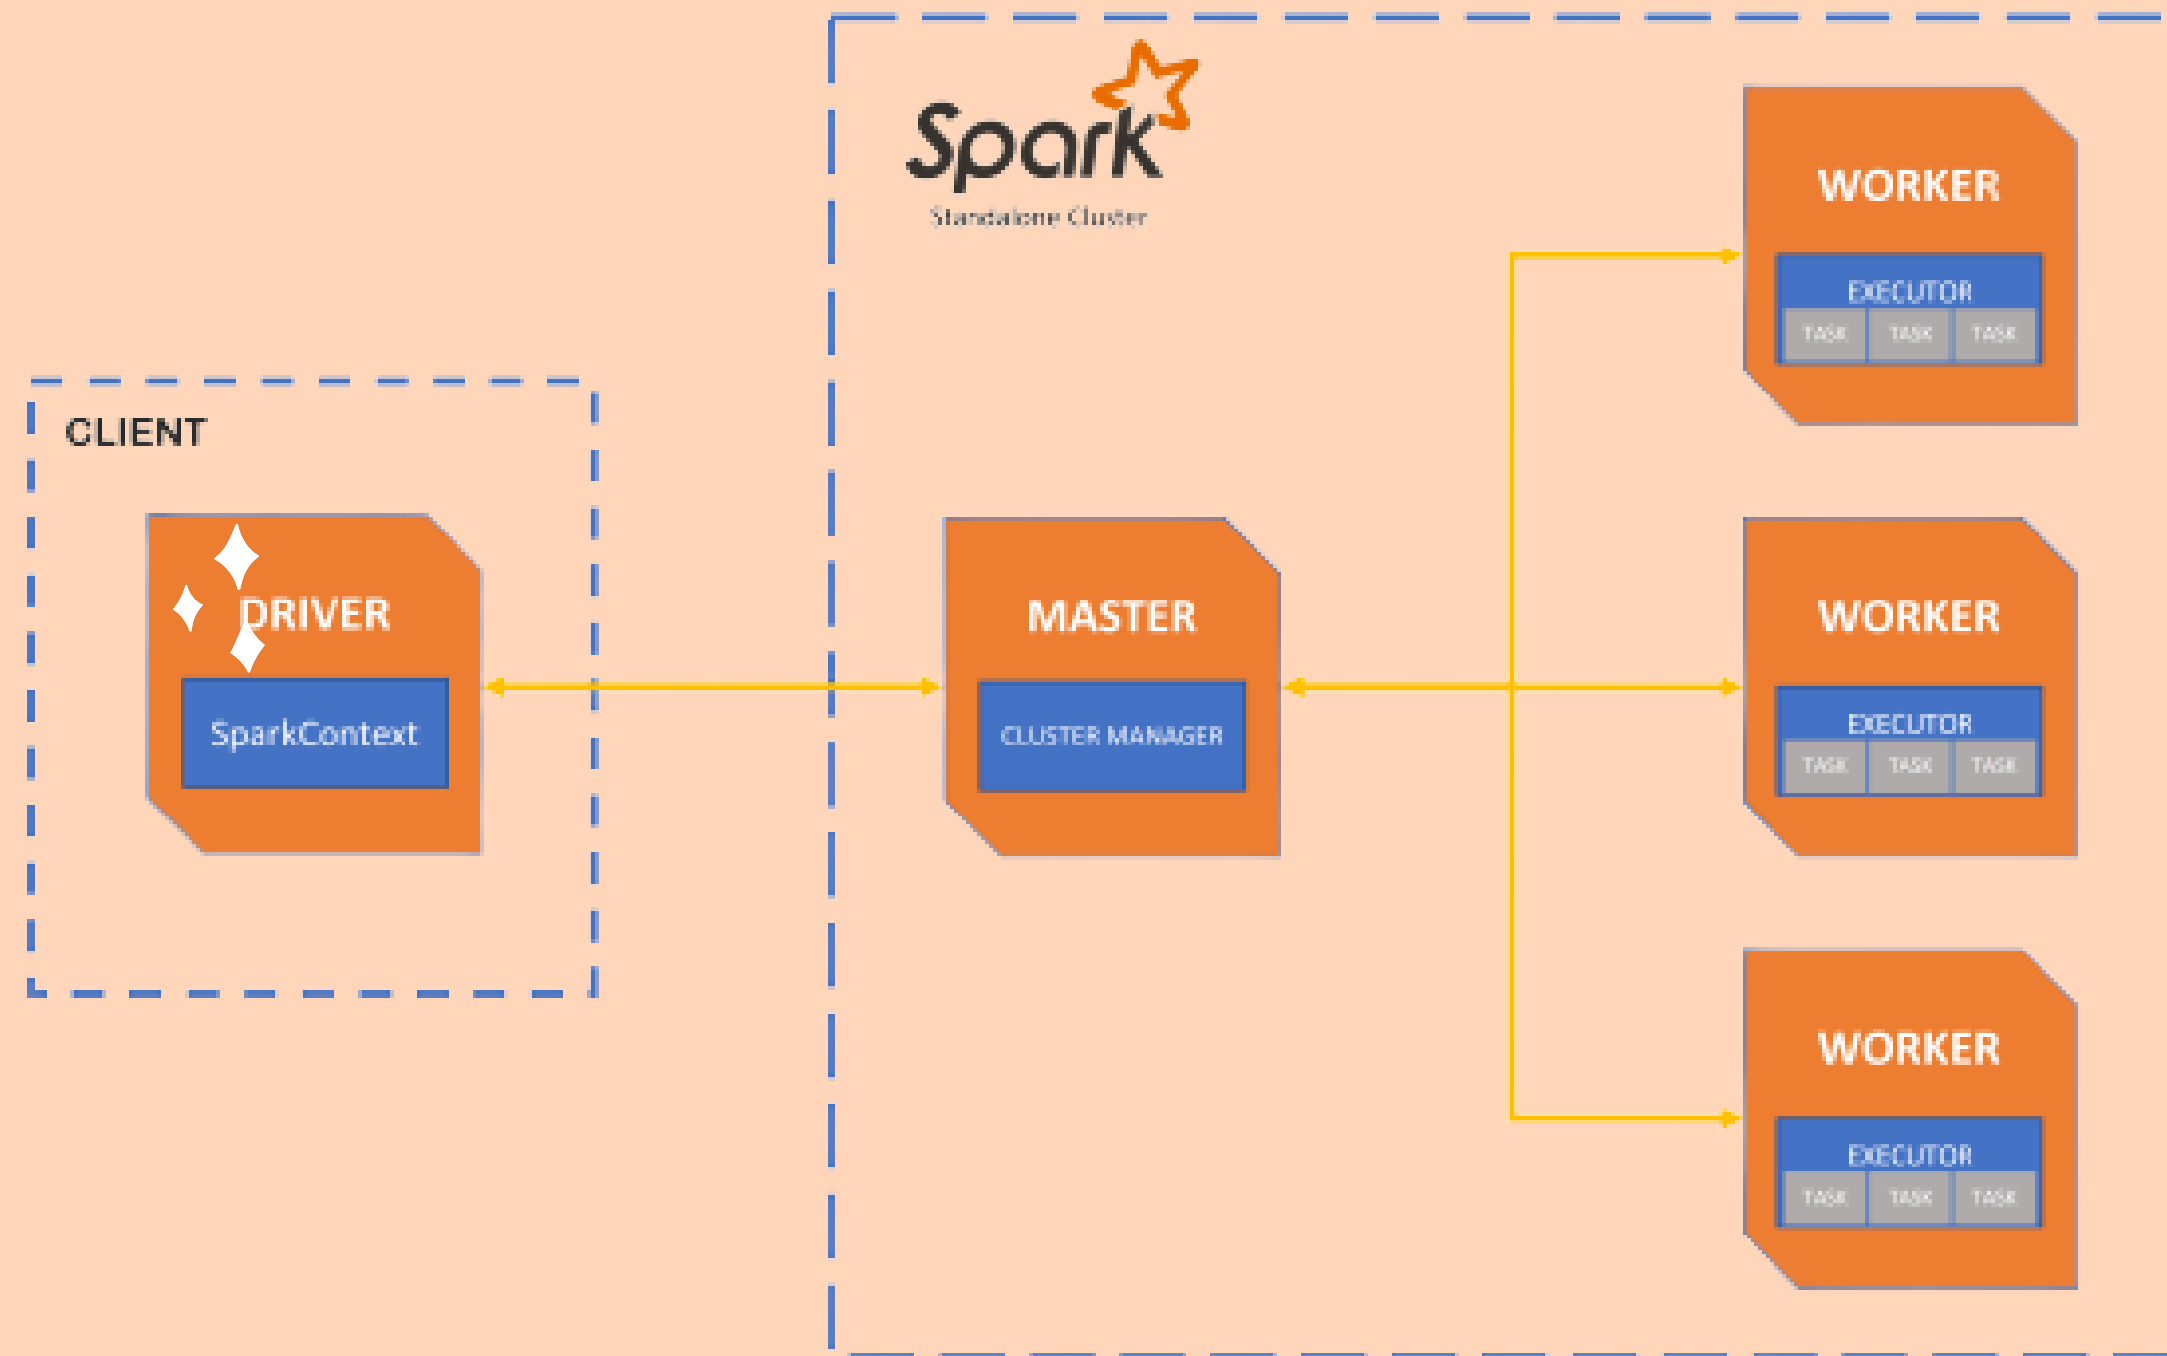 Spark
Standalone Cluster
CLIENT
DRIVER
SparkContext
MASTER
CLUSTER MANAGER
WORKER
EXECUTOR
TASK TASK TASK
WORKER
EXECUTOR
TASK TASK TASK
WORKER
EXECUTOR
TASK TASK TASK